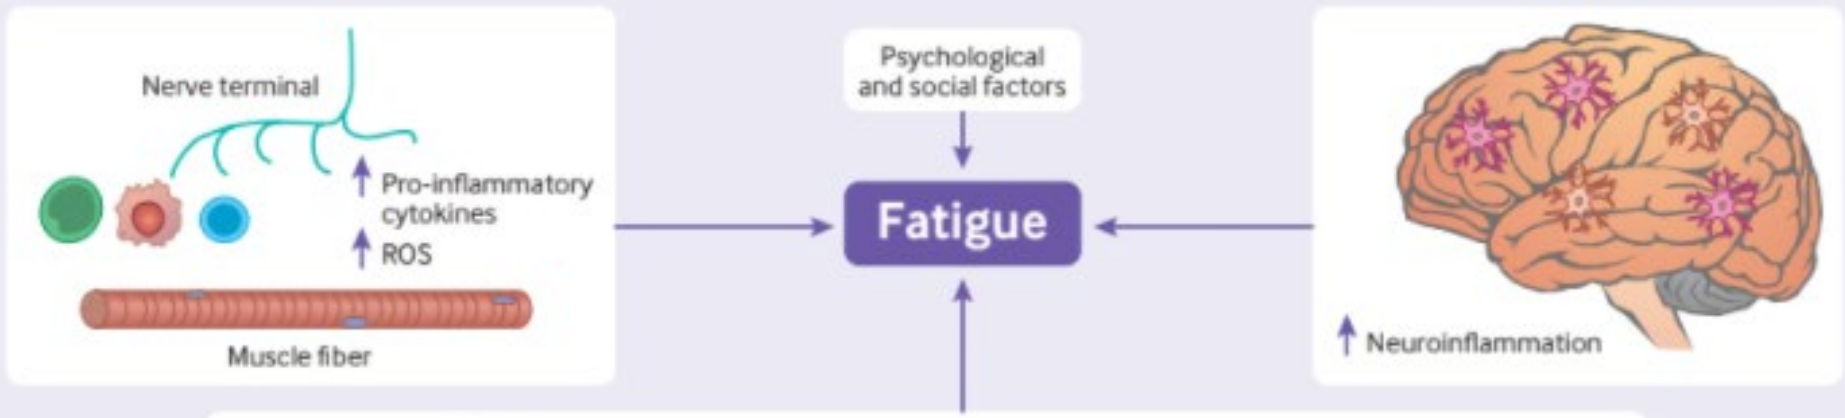 Nerve terminal
Pro-inflammatory
cytokines
ROS
Muscle fiber
Psychological
and social factors
Fatigue
Neuroinflammation